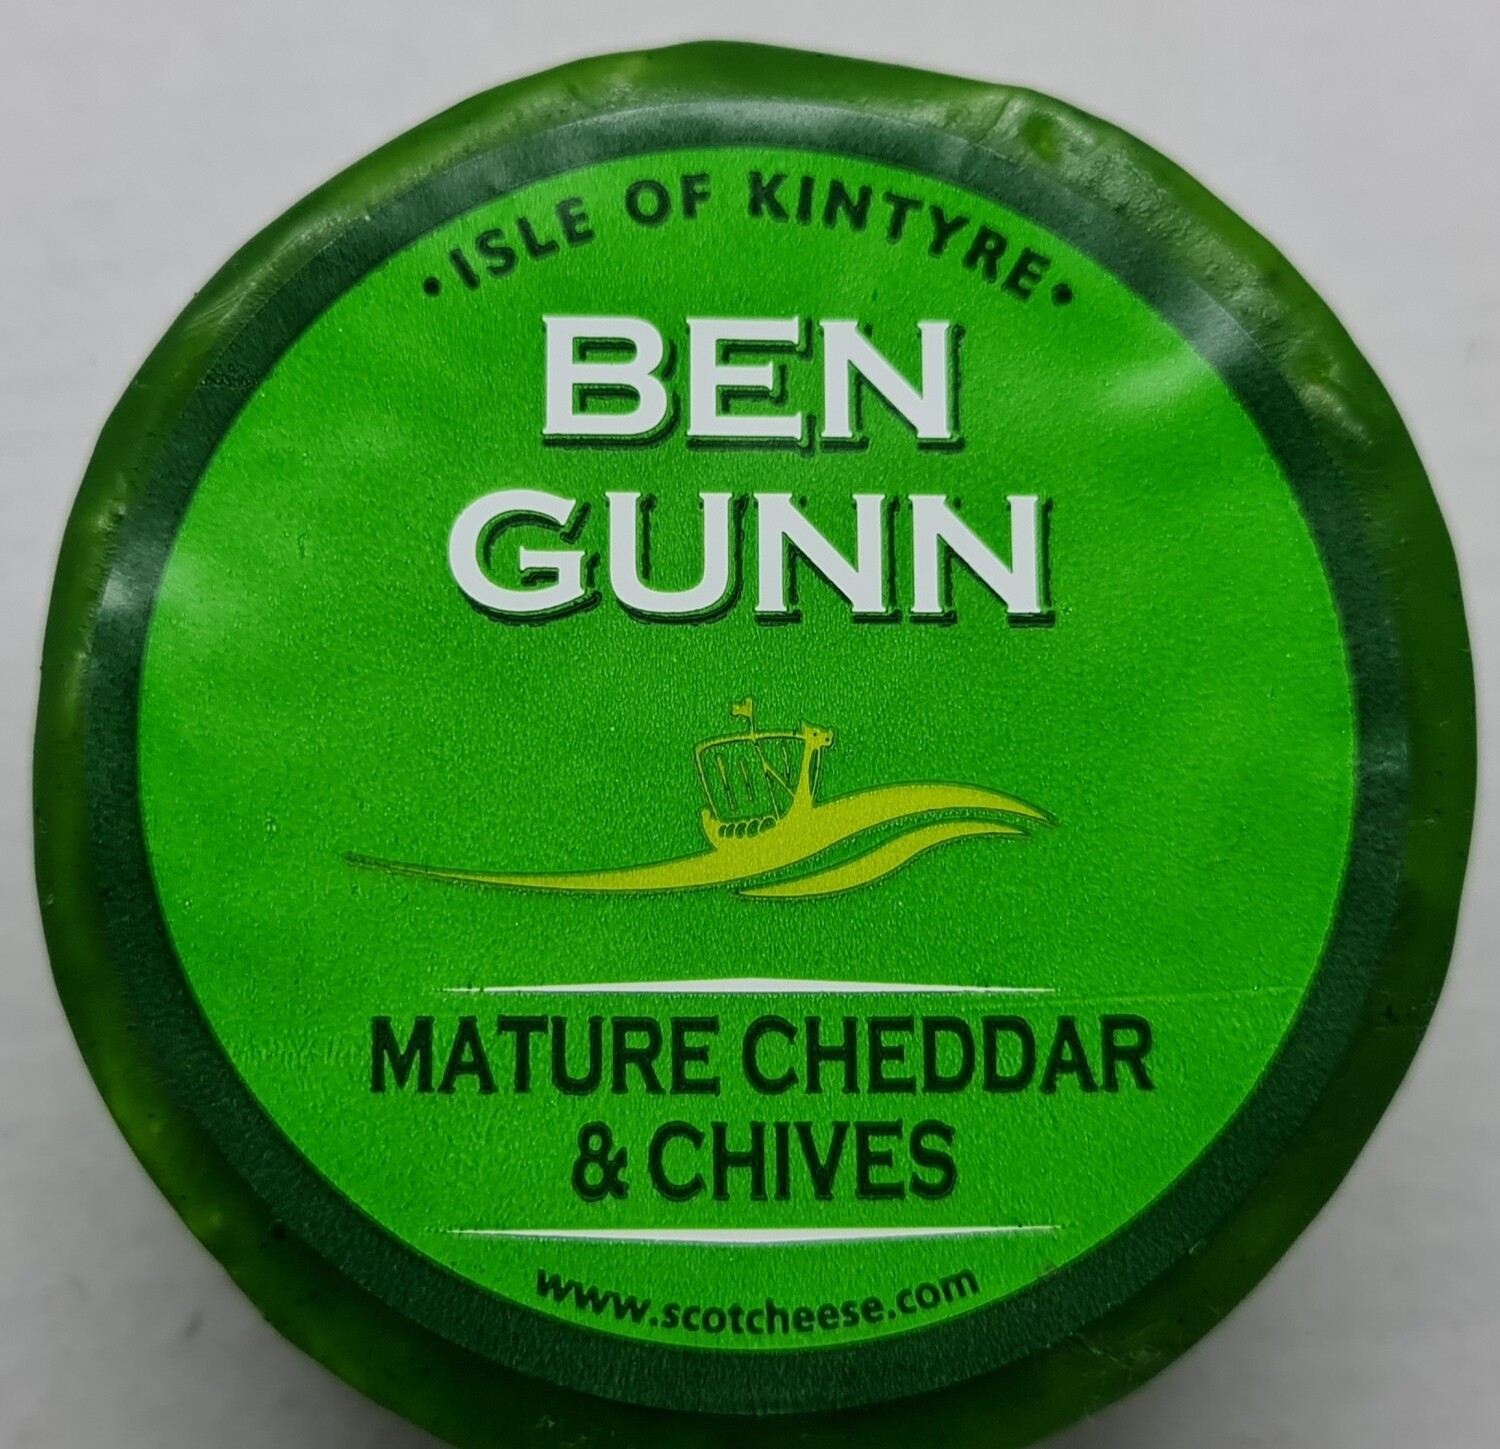 •ISLE OF KINTYRE•
BEN
GUNN
MATURE CHEDDAR
& CHIVES
www.scotcheese.com